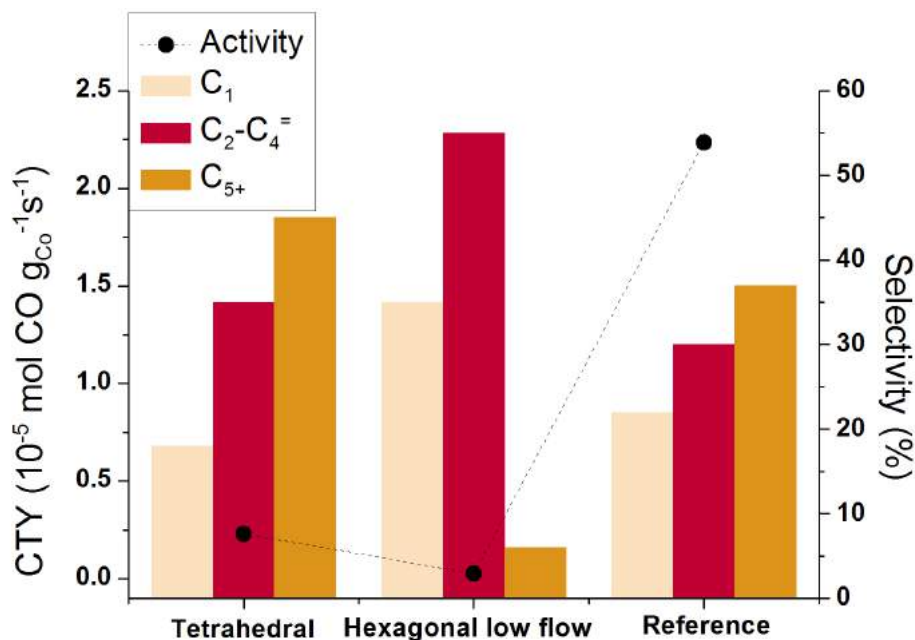 Activity
C₁
C₂-C₄⁼
C₅₊
2.5
2.0
1.5
1.0
0.5
0.0
CTY (10⁻⁵ mol CO g_Co⁻¹s⁻¹)
60
50
40
30
20
10
0
Selectivity (%)
Tetrahedral Hexagonal low flow Reference